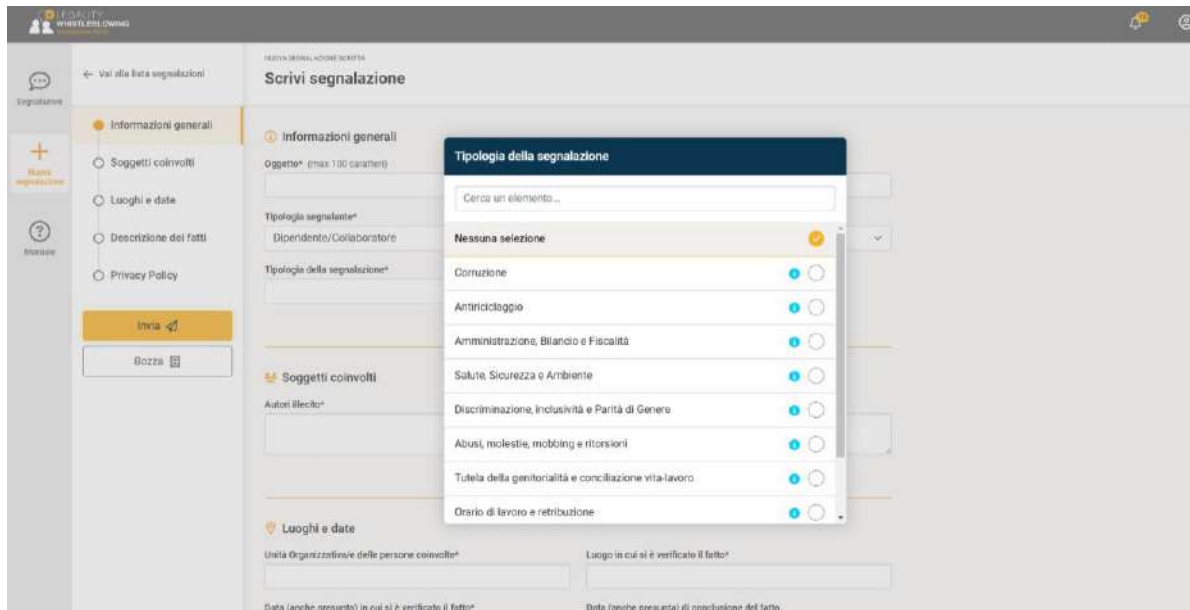 LEGALITY
WHISTLEBLOWING
Vai alla lista segnalazioni
NUOVA SEGNALAZIONE SCRITTA
Scrivi segnalazione
Segnalazioni
Nuova
segnalazione
Manuale
Informazioni generali
Soggetti coinvolti
Luoghi e date
Descrizione dei fatti
Privacy Policy
Invia
Bozza
Informazioni generali
Oggetto* (max 100 caratteri)
Tipologia segnalante*
Dipendente/Collaboratore
Tipologia della segnalazione*
Tipologia della segnalazione
Cerca un elemento...
Nessuna selezione
Corruzione
Antiriciclaggio
Amministrazione, Bilancio e Fiscalità
Salute, Sicurezza e Ambiente
Discriminazione, inclusività e Parità di Genere
Abusi, molestie, mobbing e ritorsioni
Tutela della genitorialità e conciliazione vita-lavoro
Orario di lavoro e retribuzione
Soggetti coinvolti
Autori illecito*
Luoghi e date
Unità Organizzativa/e delle persone coinvolte*
Luogo in cui si è verificato il fatto*
Data (anche presunta) in cui si è verificato il fatto*
Data (anche presunta) di conclusione del fatto